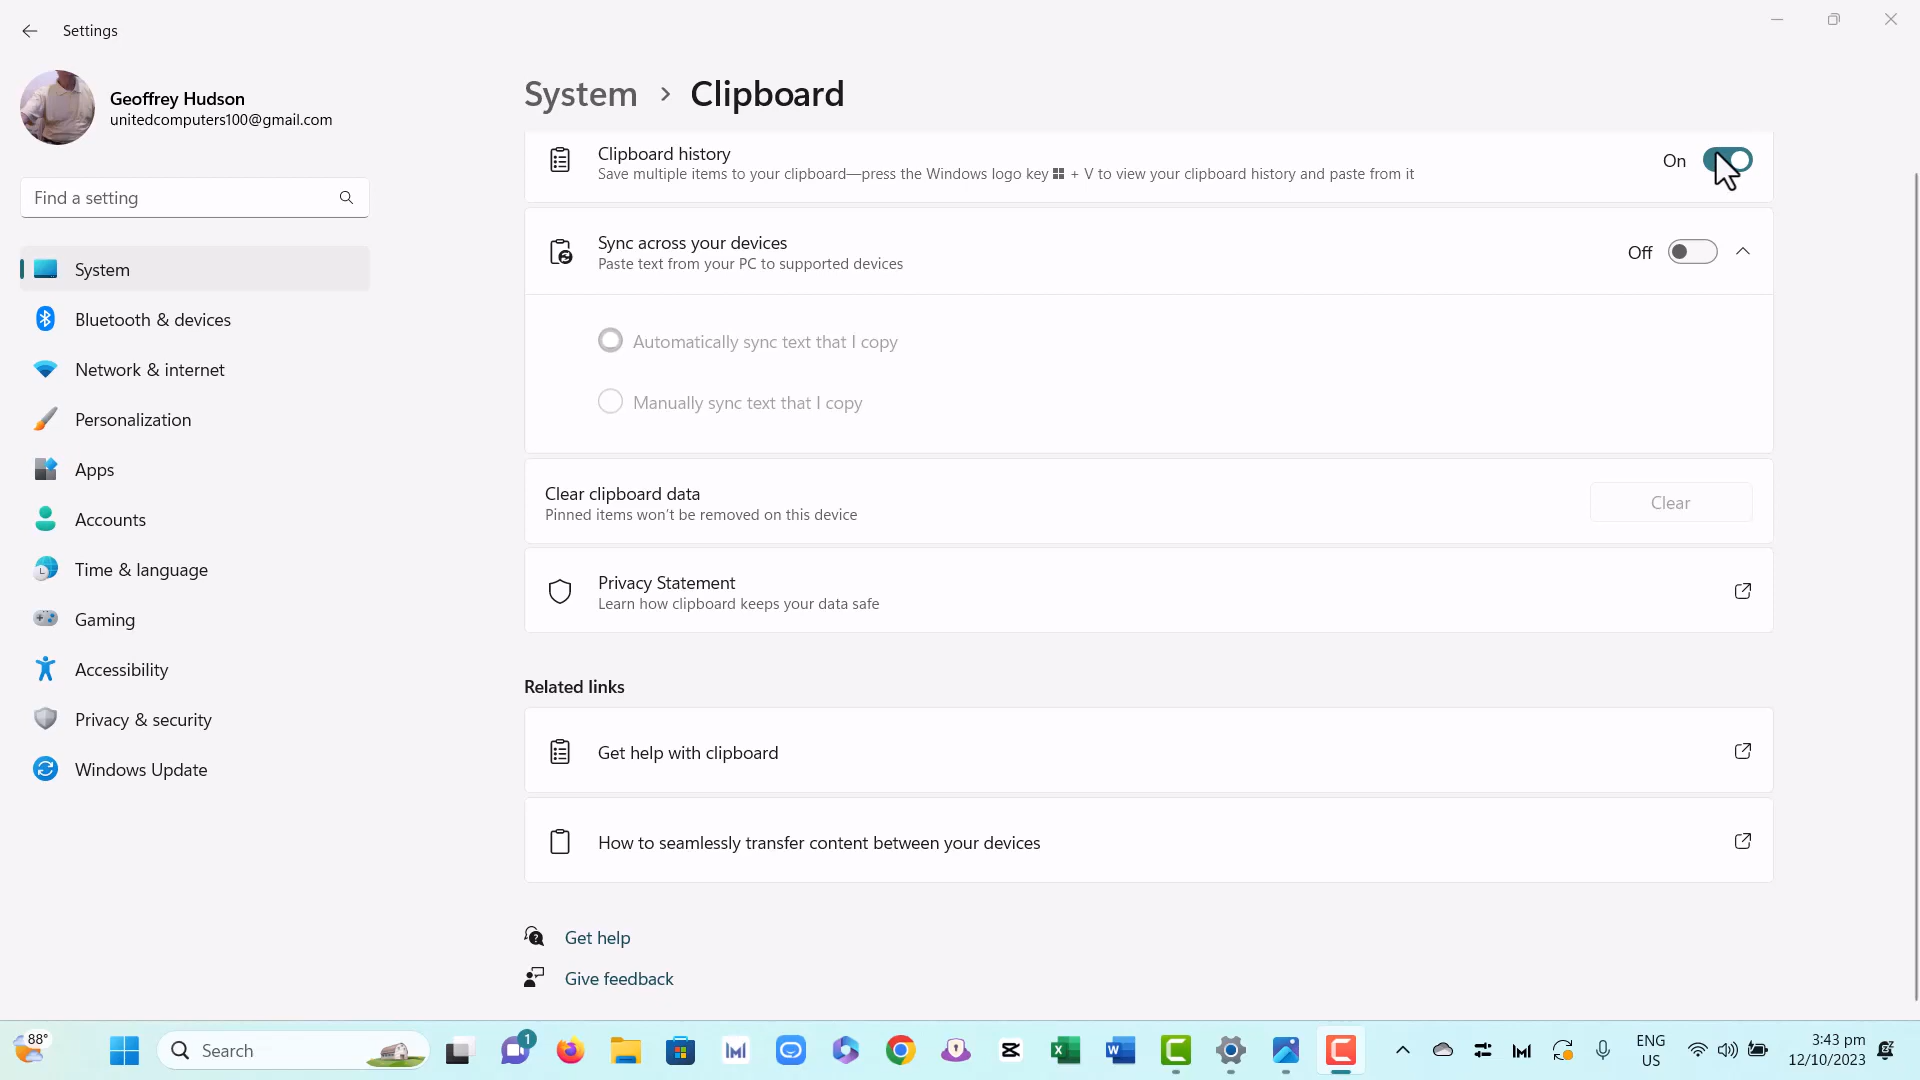 Settings
Geoffrey Hudson
unitedcomputers100@gmail.com
Find a setting
System
Bluetooth & devices
Network & internet
Personalization
Apps
Accounts
Time & language
Gaming
Accessibility
Privacy & security
Windows Update
System > Clipboard
Clipboard history
Save multiple items to your clipboard—press the Windows logo key + V to view your clipboard history and paste from it
On
Sync across your devices
Paste text from your PC to supported devices
Off
Automatically sync text that I copy
Manually sync text that I copy
Clear clipboard data
Pinned items won't be removed on this device
Clear
Privacy Statement
Learn how clipboard keeps your data safe
Related links
Get help with clipboard
How to seamlessly transfer content between your devices
Get help
Give feedback
88°
Search
1
ENG
US
3:43 pm
12/10/2023